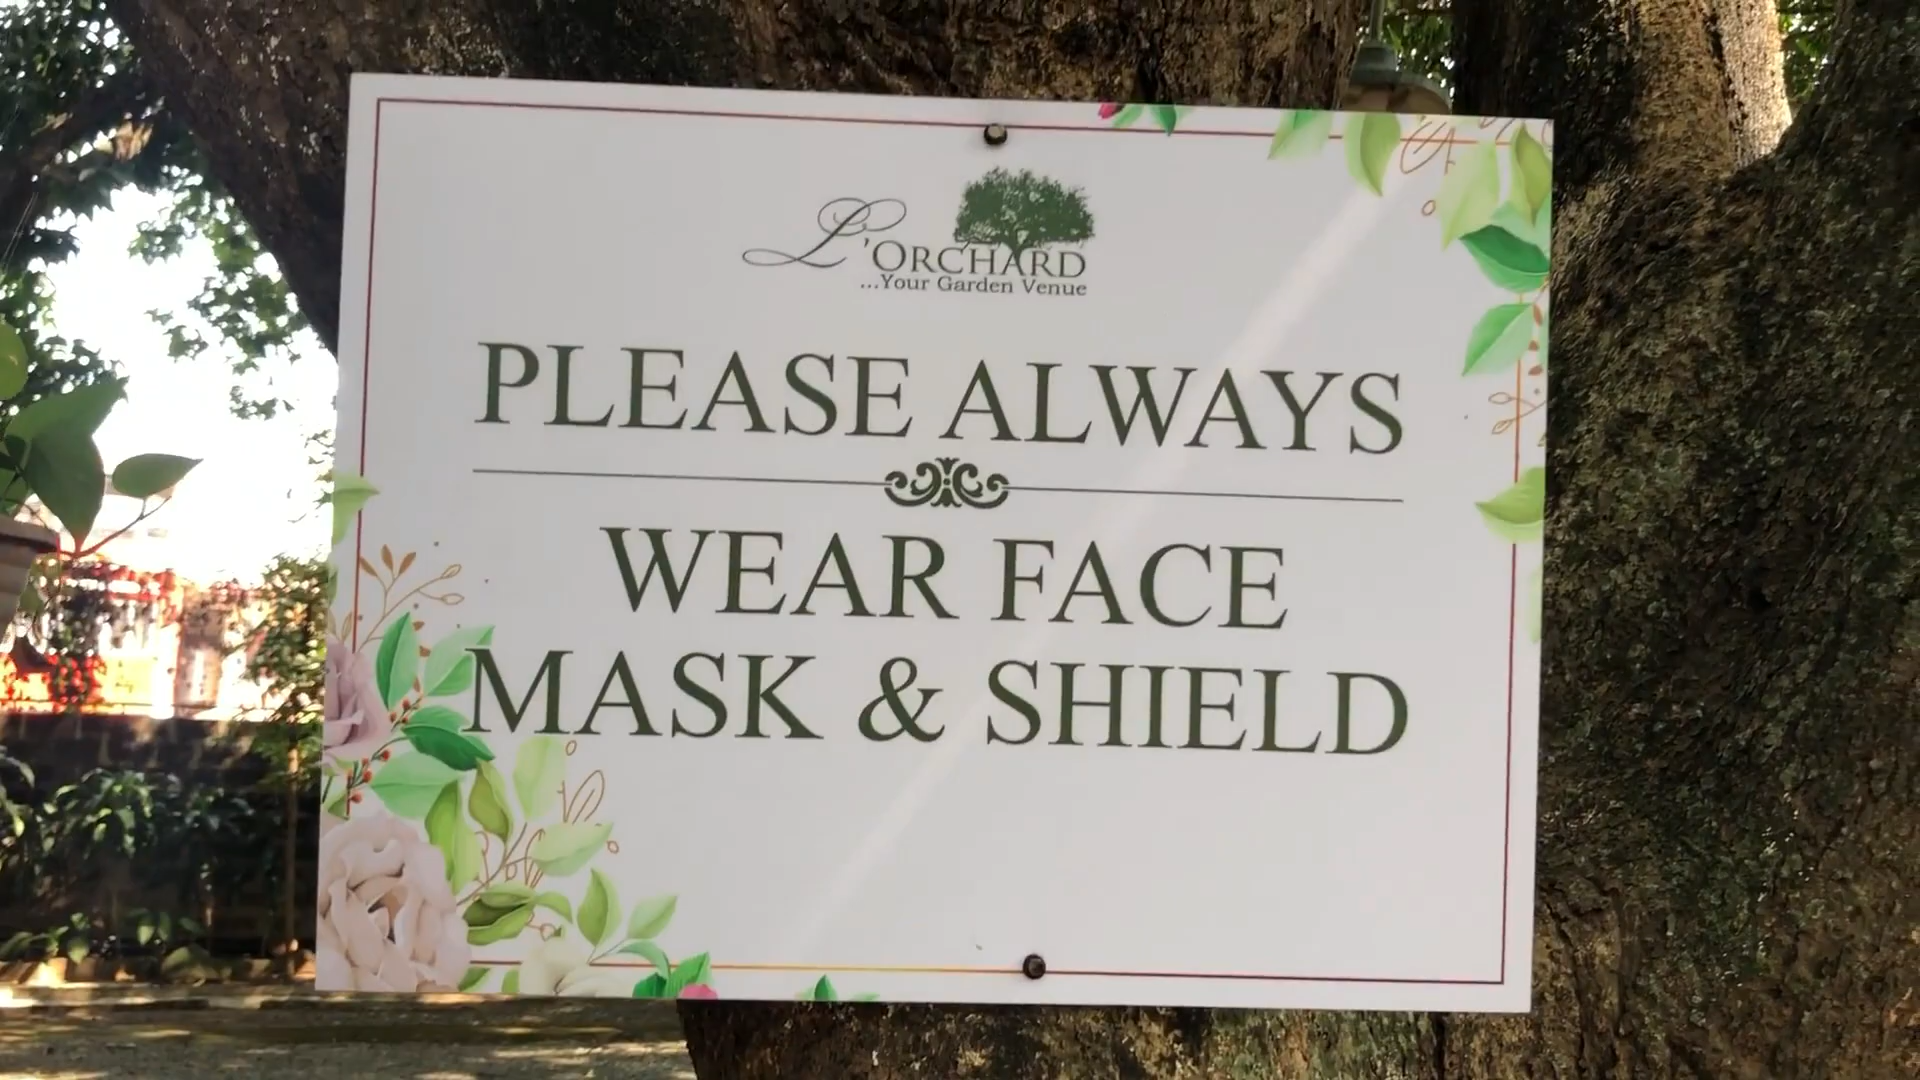 L'ORCHARD
...Your Garden Venue
PLEASE ALWAYS
WEAR FACE
MASK & SHIELD